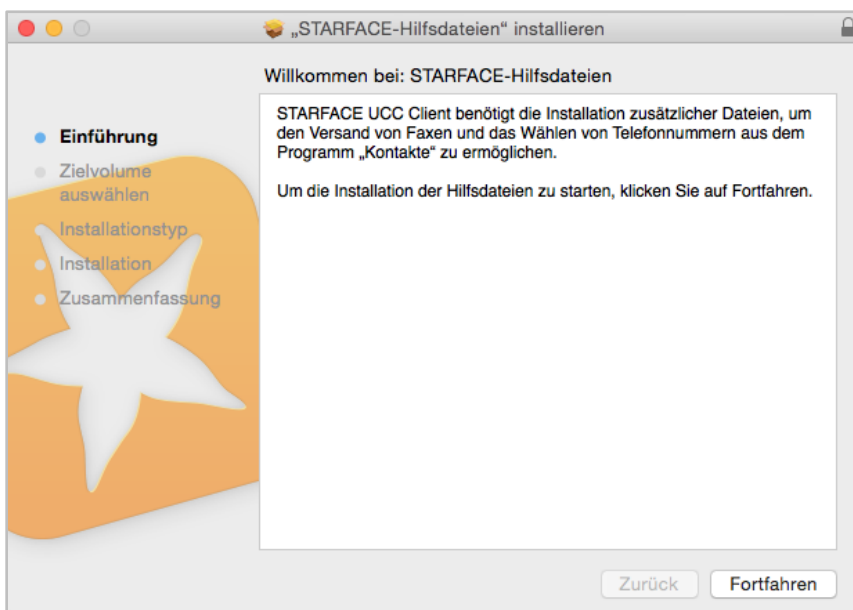 „STARFACE-Hilfsdateien“ installieren
Willkommen bei: STARFACE-Hilfsdateien
Einführung
Zielvolume
auswählen
Installationstyp
Installation
Zusammenfassung
STARFACE UCC Client benötigt die Installation zusätzlicher Dateien, um
den Versand von Faxen und das Wählen von Telefonnummern aus dem
Programm „Kontakte“ zu ermöglichen.
Um die Installation der Hilfsdateien zu starten, klicken Sie auf Fortfahren.
Zurück
Fortfahren